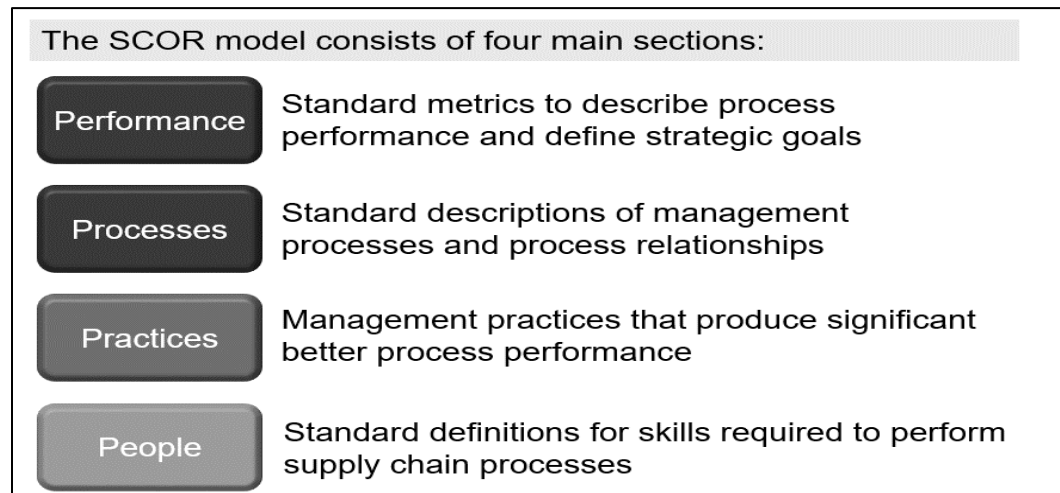 The SCOR model consists of four main sections:
Performance
Standard metrics to describe process
performance and define strategic goals
Processes
Standard descriptions of management
processes and process relationships
Practices
Management practices that produce significant
better process performance
People
Standard definitions for skills required to perform
supply chain processes